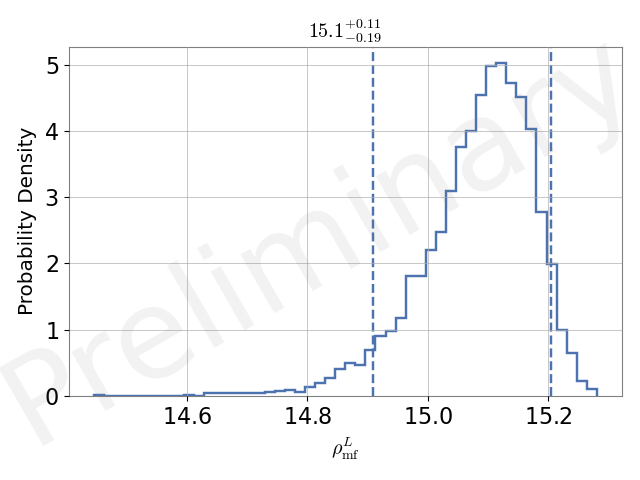 15.1^{+0.11}_{-0.19}
Preliminary
Probability Density
5
4
3
2
1
0
14.6 14.8 15.0 15.2
ρ^L_mf